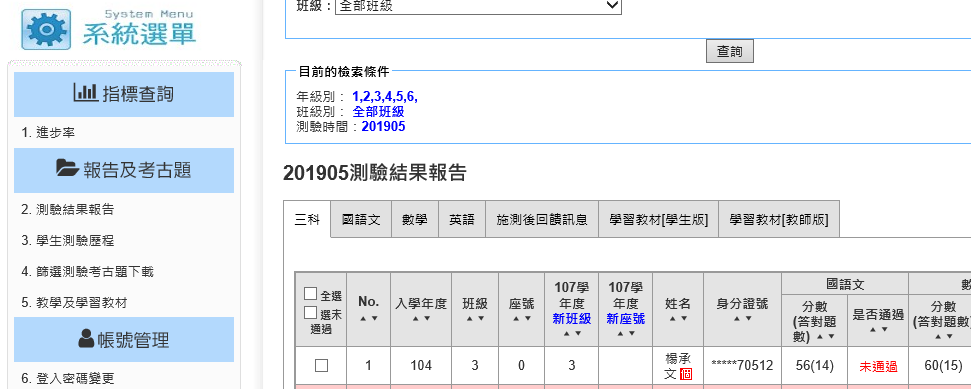 System Menu
系統選單
指標查詢
1. 進步率
報告及考古題
2. 測驗結果報告
3. 學生測驗歷程
4. 篩選測驗考古題下載
5. 教學及學習教材
帳號管理
6. 登入密碼變更
班級：全部班級
查詢
目前的檢索條件
年級別： 1,2,3,4,5,6,
班級別： 全部班級
測驗時間：201905
201905測驗結果報告
三科 國語文 數學 英語 施測後回饋訊息 學習教材[學生版] 學習教材[教師版]
全選
選未
通過
No.
▲ ▼
入學年度
▲ ▼
班級
▲ ▼
座號
▲ ▼
107學
年度
新班級
▲ ▼
107學
年度
新座號
▲ ▼
姓名
▲ ▼
身分證號
▲ ▼
國語文
分數
(答對題
數) ▲ ▼
是否通過
▲ ▼
數
分數
(答對題數)
▲ ▼
1 104 3 0 3 楊承
文 個 *****70512 56(14) 未通過 60(15)